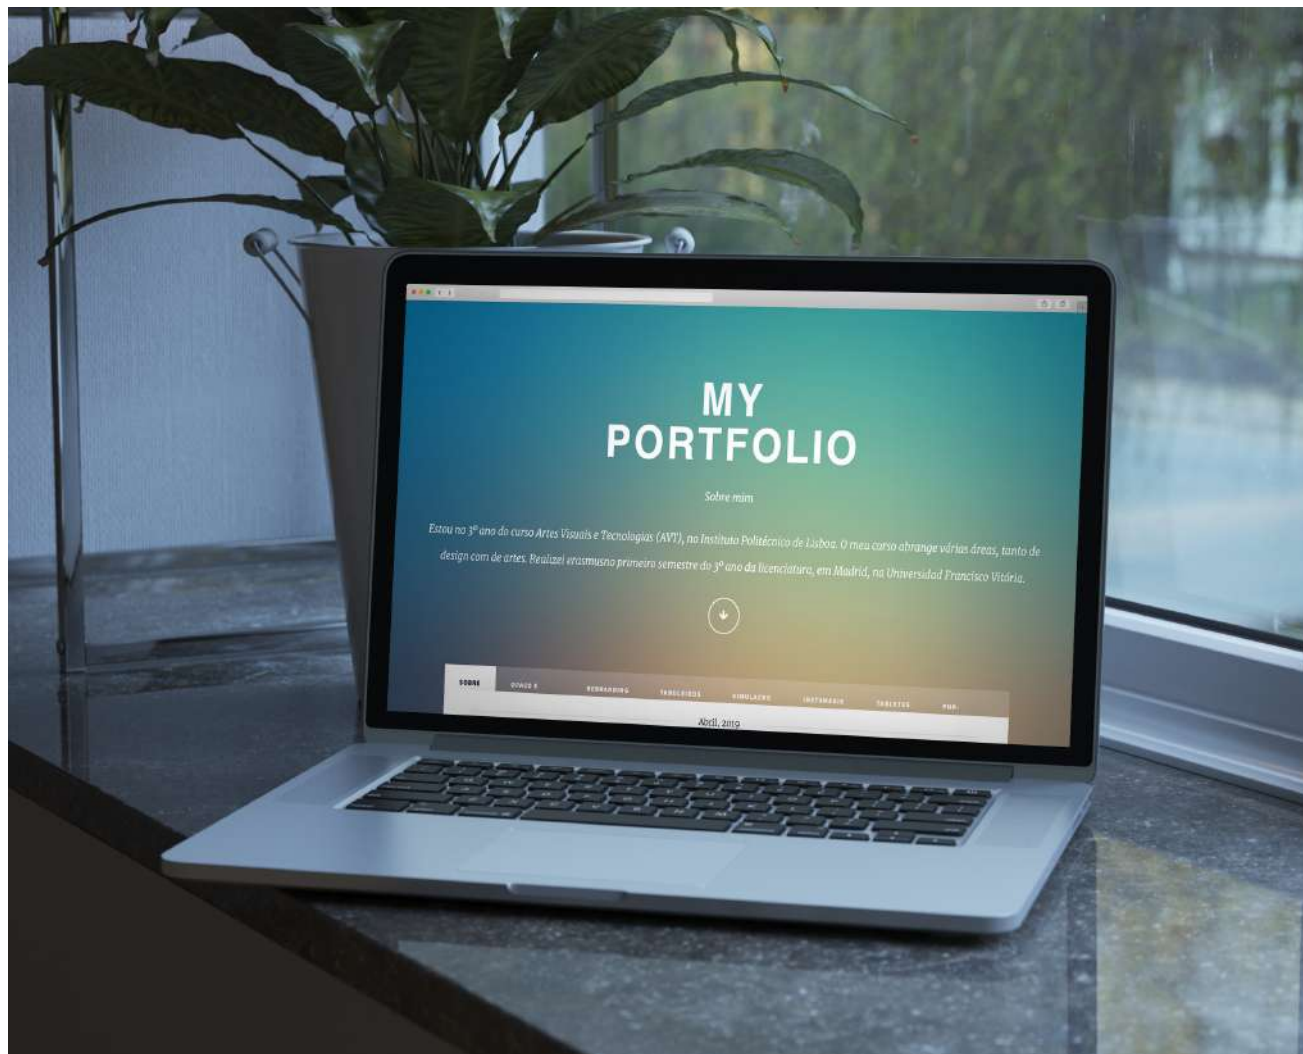 MY
PORTFOLIO
Sobre mim
Estou no 3º ano do curso Artes Visuais e Tecnologias (AVT), no Instituto Politécnico de Lisboa. O meu curso abrange várias áreas, tanto de
design com de artes. Realizei erasmusno primeiro semestre do 3º ano da licenciatura, em Madrid, na Universidad Francisco Vitória.
SOBRE REBRANDING TABULEIROS SIMULACRO TABLETOS
Abril, 2019